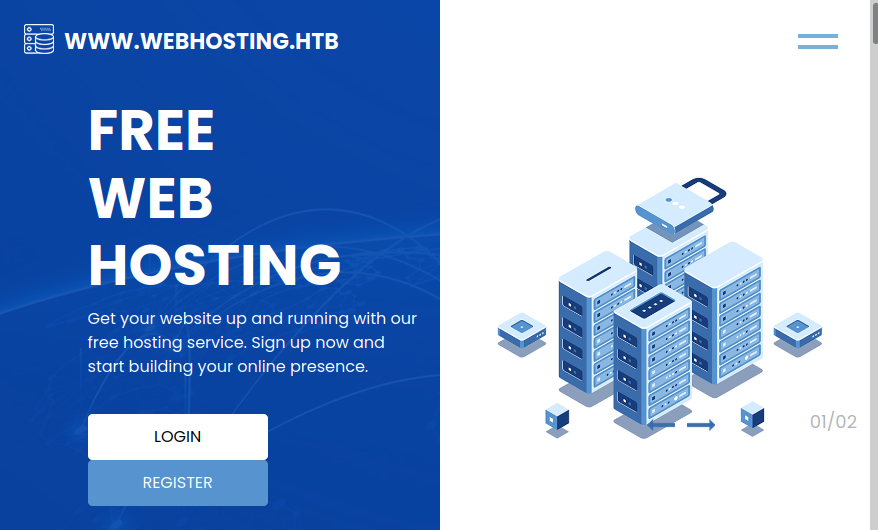 WWW.WEBHOSTING.HTB
FREE
WEB
HOSTING
Get your website up and running with our
free hosting service. Sign up now and
start building your online presence.
LOGIN
REGISTER
01/02